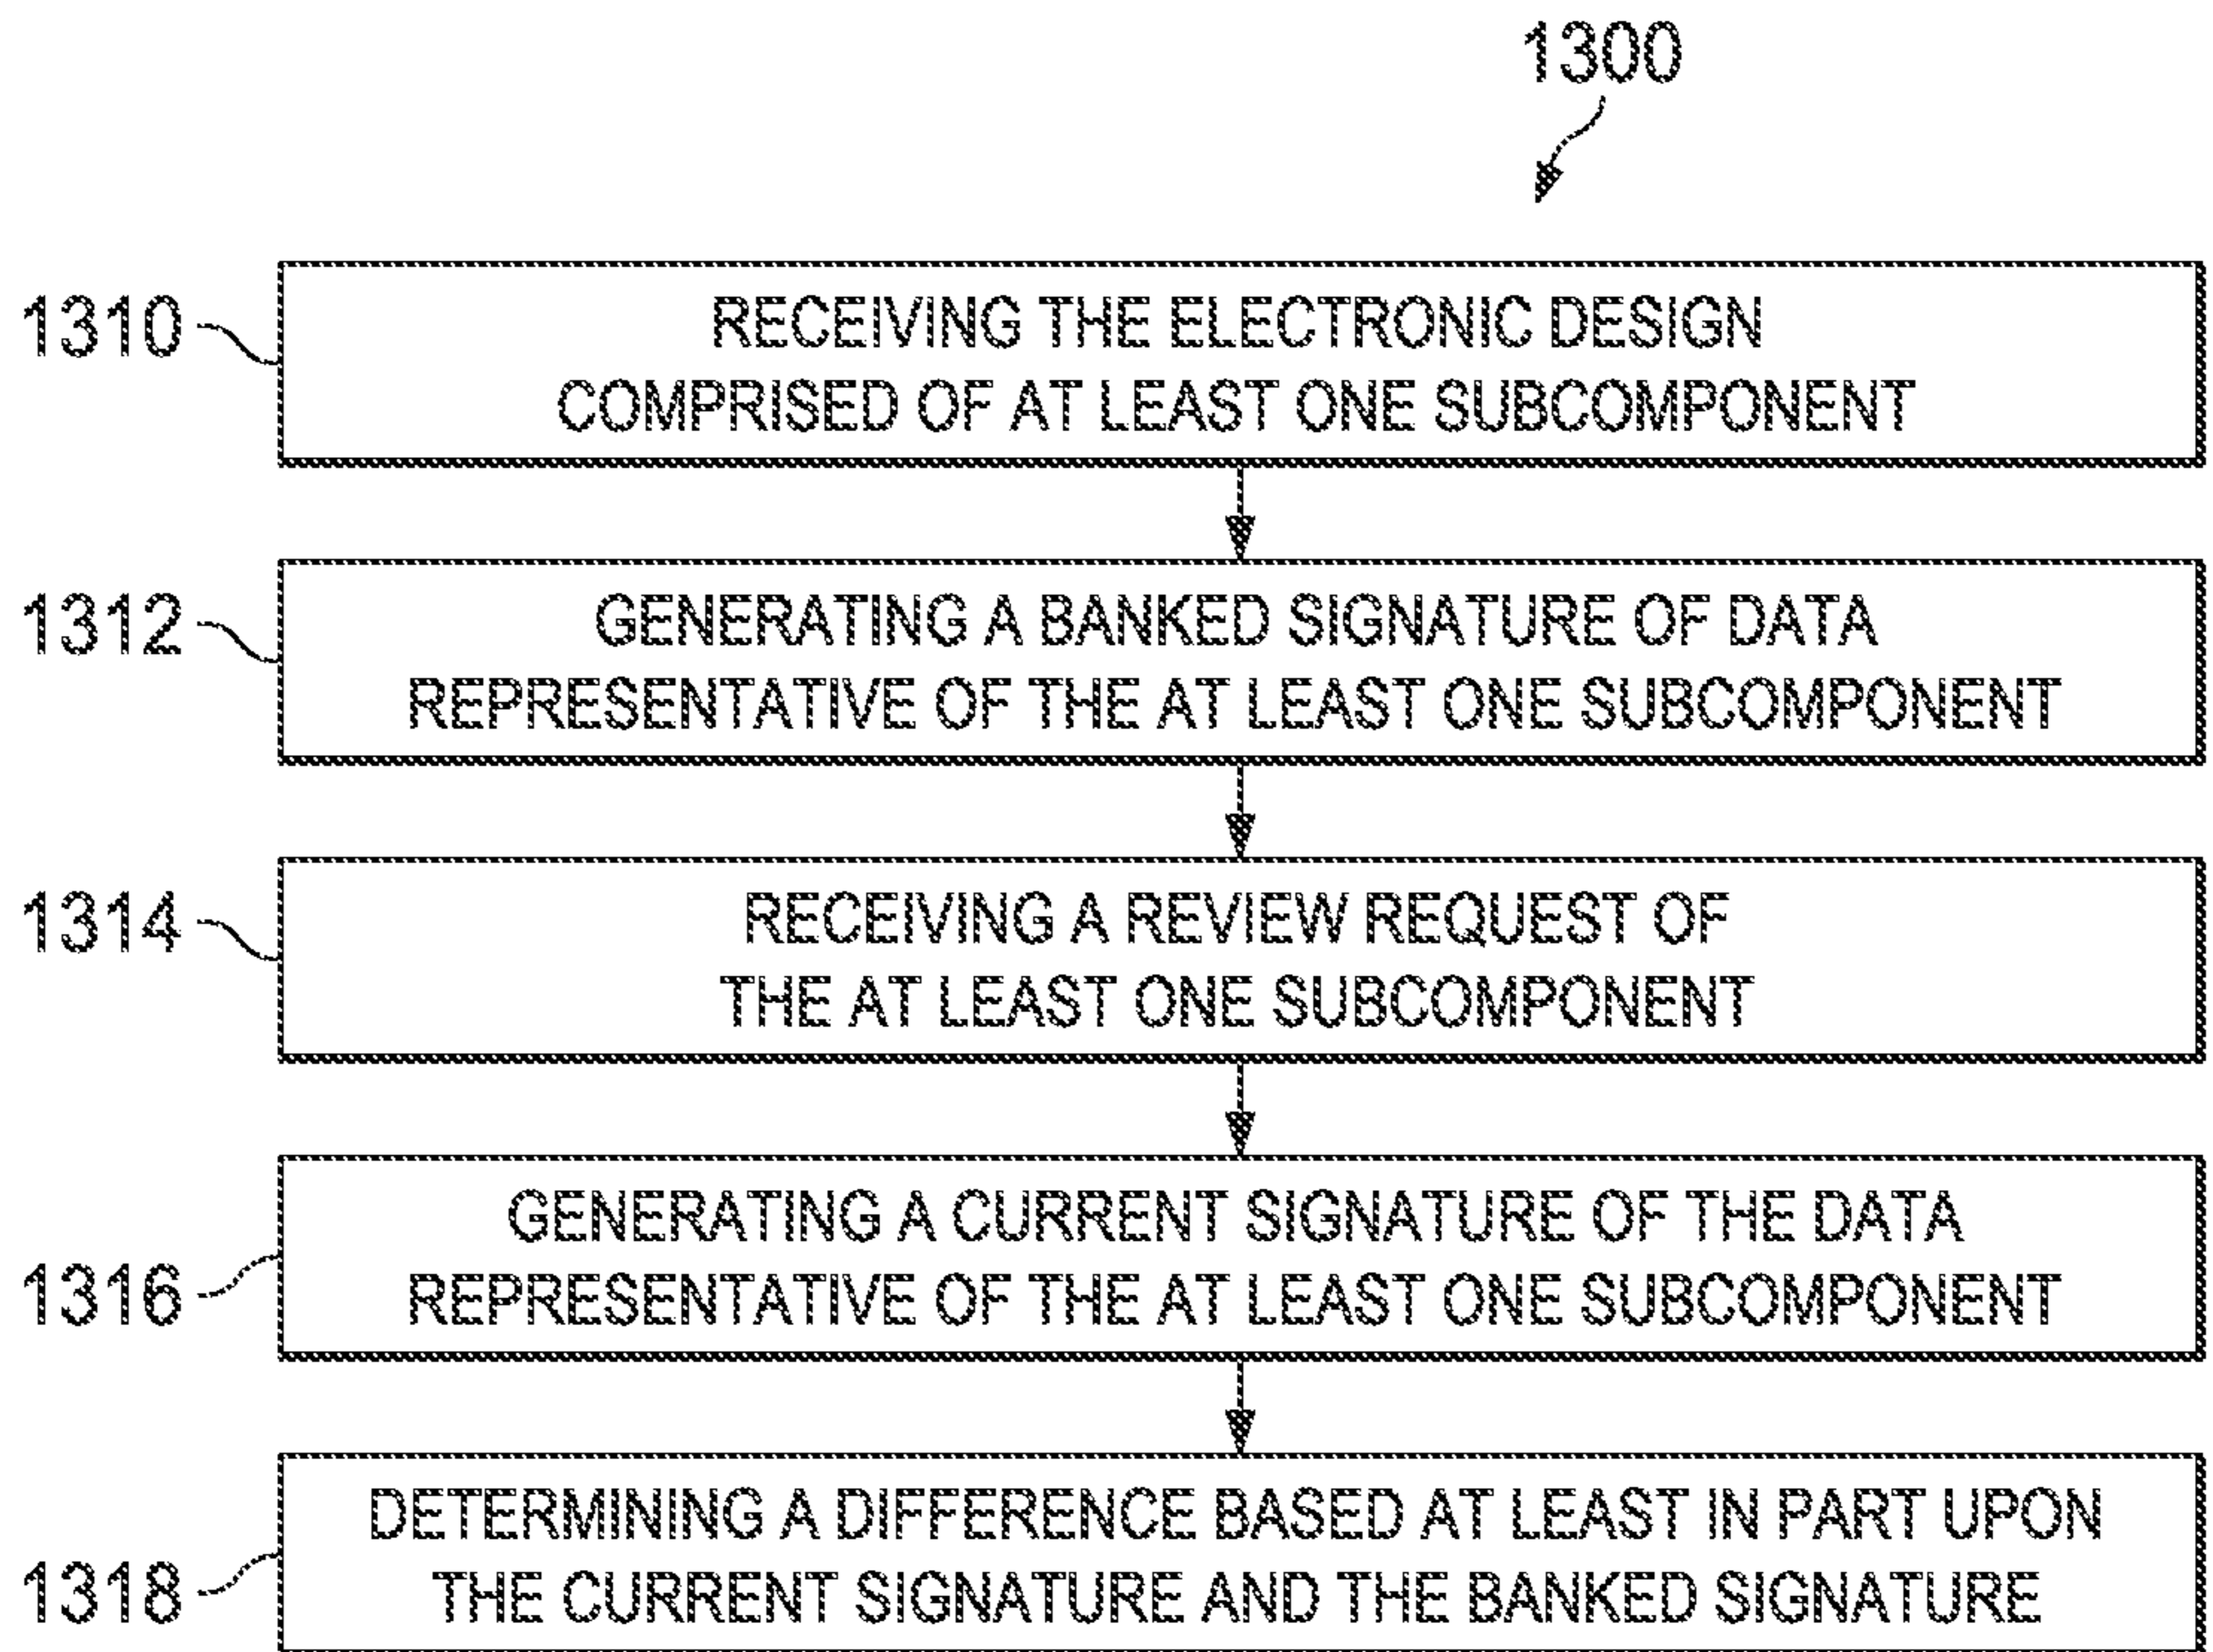 1300
1310
RECEIVING THE ELECTRONIC DESIGN
COMPRISED OF AT LEAST ONE SUBCOMPONENT
1312
GENERATING A BANKED SIGNATURE OF DATA
REPRESENTATIVE OF THE AT LEAST ONE SUBCOMPONENT
1314
RECEIVING A REVIEW REQUEST OF
THE AT LEAST ONE SUBCOMPONENT
1316
GENERATING A CURRENT SIGNATURE OF THE DATA
REPRESENTATIVE OF THE AT LEAST ONE SUBCOMPONENT
1318
DETERMINING A DIFFERENCE BASED AT LEAST IN PART UPON
THE CURRENT SIGNATURE AND THE BANKED SIGNATURE